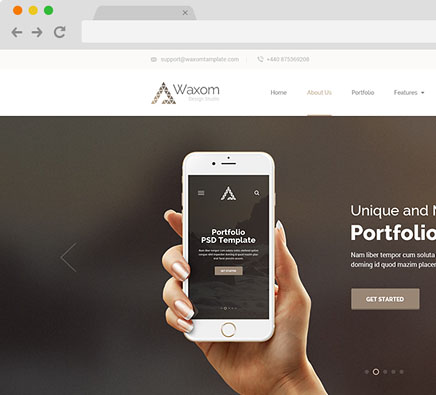 support@waxomtamplate.com
+440 875369208
Waxom
Design Studio
Home
About Us
Portfolio
Features
Portfolio
PSD Template
GET STARTED
Unique and
Portfolio
Nam liber tempor cum soluta
doming id quod mazim placer
GET STARTED